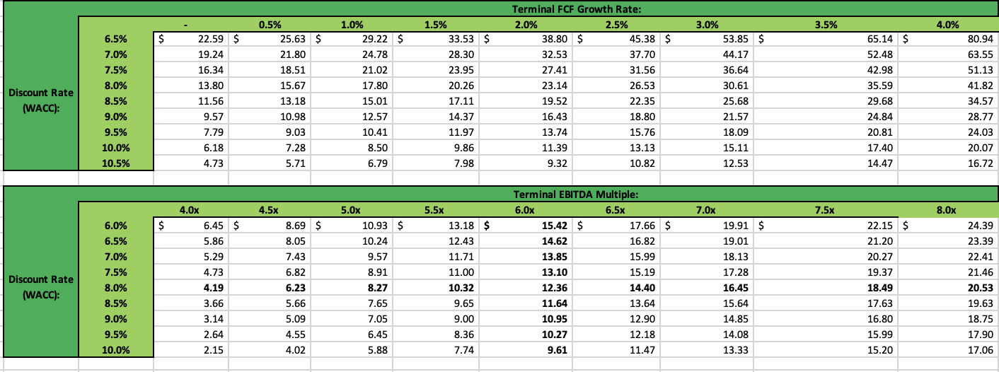 Terminal FCF Growth Rate:
- 0.5% 1.0% 1.5% 2.0% 2.5% 3.0% 3.5% 4.0%
6.5% $ 22.59 $ 25.63 $ 29.22 $ 33.53 $ 38.80 $ 45.38 $ 53.85 $ 65.14 $ 80.94
7.0% 19.24 21.80 24.78 28.30 32.53 37.70 44.17 52.48 63.55
7.5% 16.34 18.51 21.02 23.95 27.41 31.56 36.64 42.98 51.13
8.0% 13.80 15.67 17.80 20.26 23.14 26.53 30.61 35.59 41.82
Discount Rate
(WACC):
8.5% 11.56 13.18 15.01 17.11 19.52 22.35 25.68 29.68 34.57
9.0% 9.57 10.98 12.57 14.37 16.43 18.80 21.57 24.84 28.77
9.5% 7.79 9.03 10.41 11.97 13.74 15.76 18.09 20.81 24.03
10.0% 6.18 7.28 8.50 9.86 11.39 13.13 15.11 17.40 20.07
10.5% 4.73 5.71 6.79 7.98 9.32 10.82 12.53 14.47 16.72
Terminal EBITDA Multiple:
4.0x 4.5x 5.0x 5.5x 6.0x 6.5x 7.0x 7.5x 8.0x
6.0% $ 6.45 $ 8.69 $ 10.93 $ 13.18 $ 15.42 $ 17.66 $ 19.91 $ 22.15 $ 24.39
6.5% 5.86 8.05 10.24 12.43 14.62 16.82 19.01 21.20 23.39
7.0% 5.29 7.43 9.57 11.71 13.85 15.99 18.13 20.27 22.41
7.5% 4.73 6.82 8.91 11.00 13.10 15.19 17.28 19.37 21.46
Discount Rate
(WACC):
8.0% 4.19 6.23 8.27 10.32 12.36 14.40 16.45 18.49 20.53
8.5% 3.66 5.66 7.65 9.65 11.64 13.64 15.64 17.63 19.63
9.0% 3.14 5.09 7.05 9.00 10.95 12.90 14.85 16.80 18.75
9.5% 2.64 4.55 6.45 8.36 10.27 12.18 14.08 15.99 17.90
10.0% 2.15 4.02 5.88 7.74 9.61 11.47 13.33 15.20 17.06